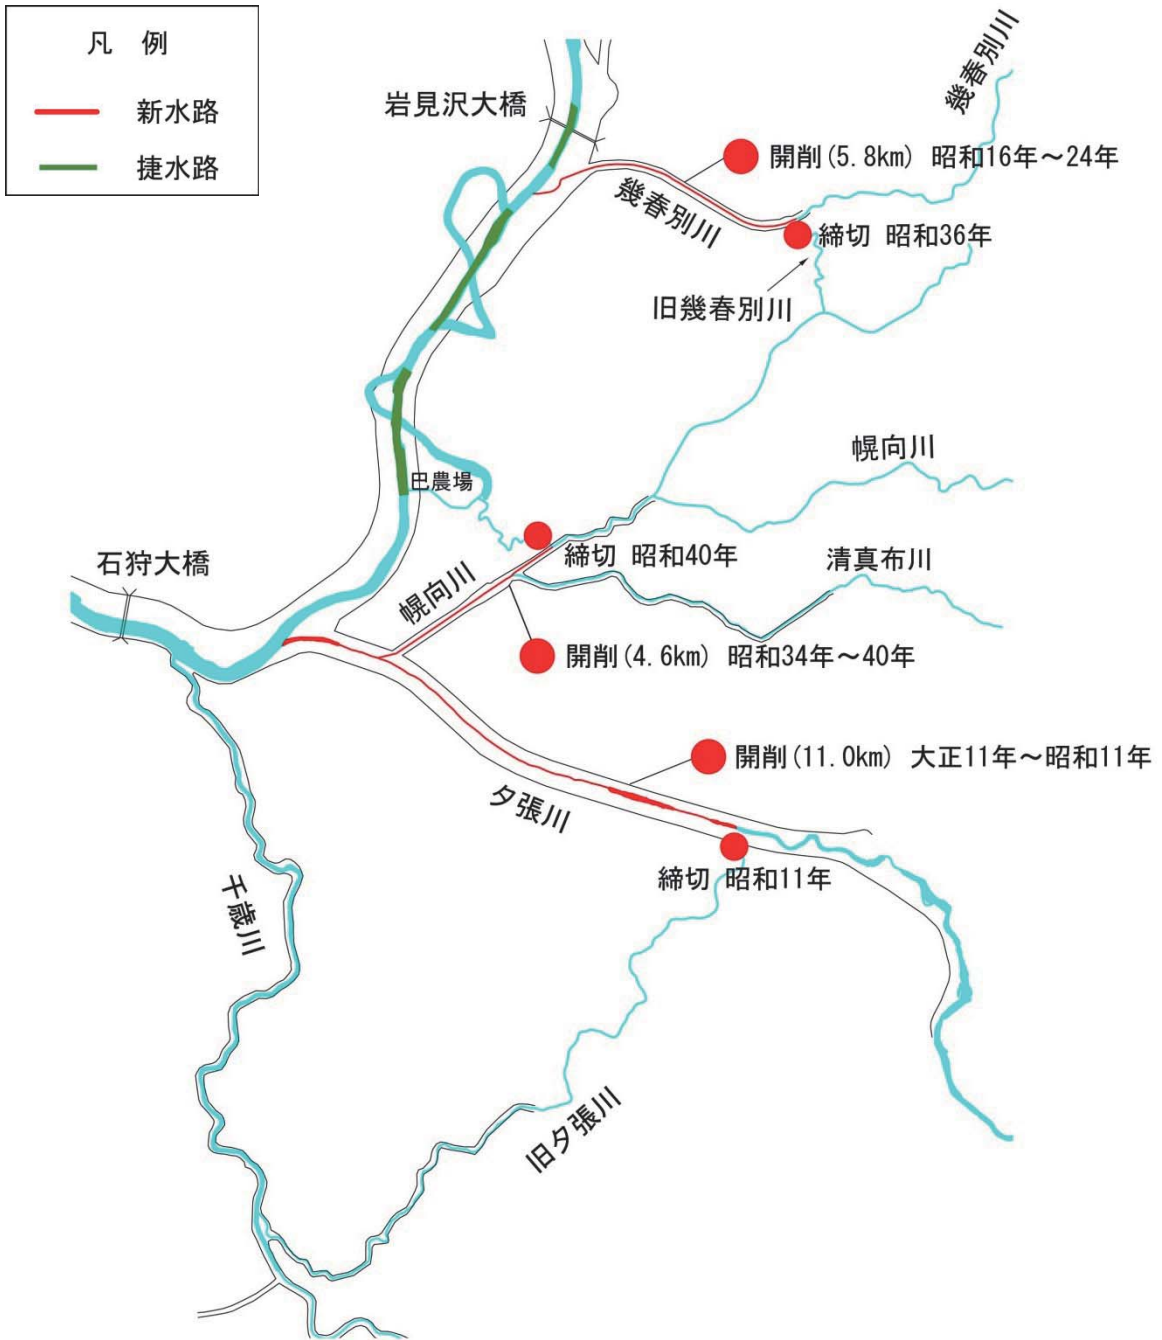 凡　例
新水路
捷水路
岩見沢大橋
幾春別川
開削(5.8km) 昭和16年～24年
幾春別川
締切 昭和36年
旧幾春別川
幌向川
巴農場
石狩大橋
締切 昭和40年
清真布川
幌向川
開削(4.6km) 昭和34年～40年
開削(11.0km) 大正11年～昭和11年
夕張川
締切 昭和11年
千歳川
旧夕張川